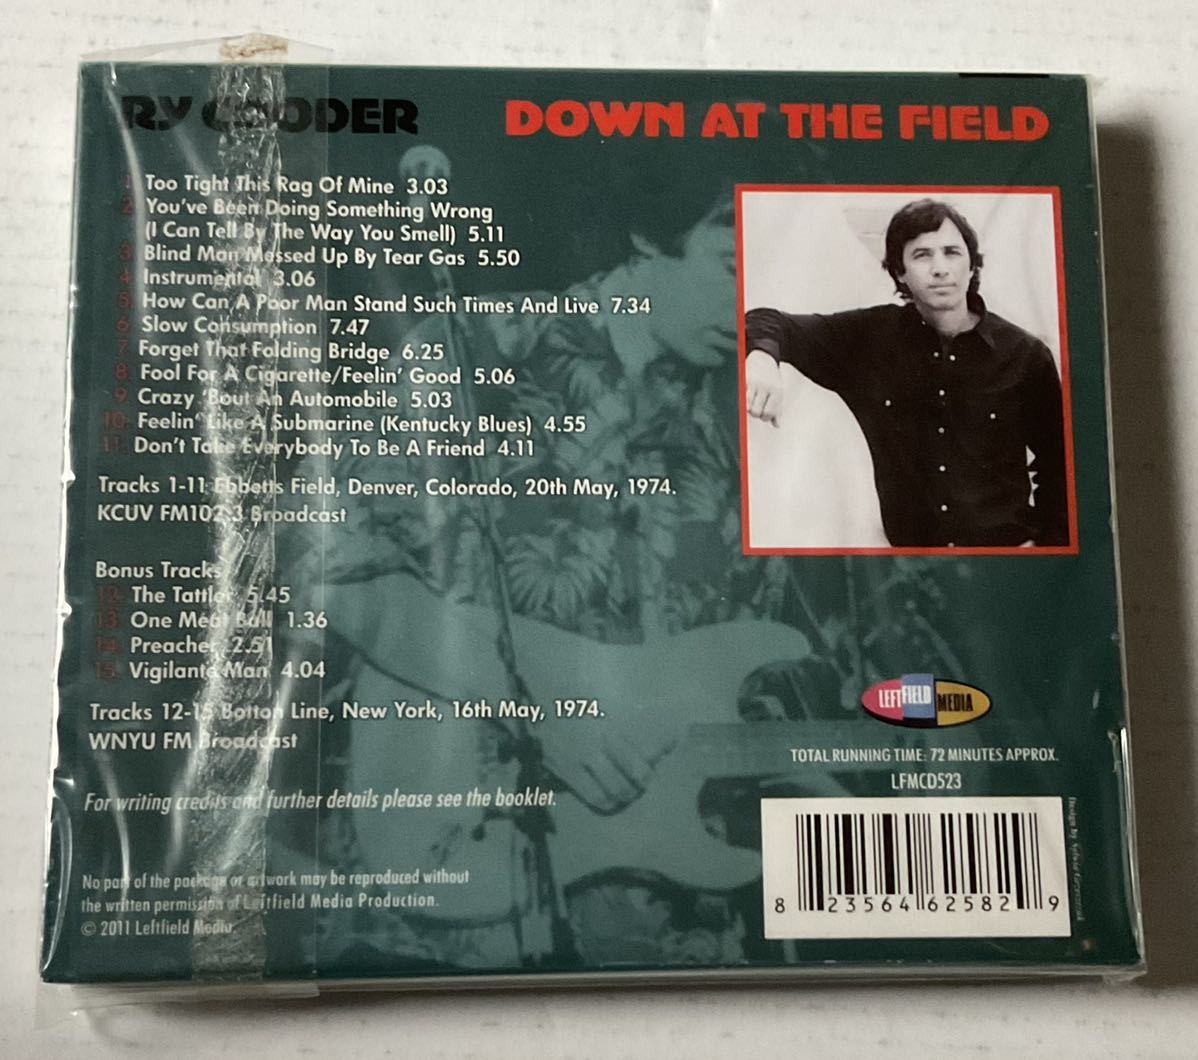 RY COODER
DOWN AT THE FIELD
1. Too Tight This Rag Of Mine 3.03
2. You've Been Doing Something Wrong
(I Can Tell By The Way You Smell) 5.11
3. Blind Man Messed Up By Tear Gas 5.50
4. Instrumental 3.06
5. How Can A Poor Man Stand Such Times And Live 7.34
6. Slow Consumption 7.47
7. Forget That Folding Bridge 6.25
8. Fool For A Cigarette/Feelin' Good 5.06
9. Crazy 'Bout An Automobile 5.03
10. Feelin' Like A Submarine (Kentucky Blues) 4.55
11. Don't Take Everybody To Be A Friend 4.11
Tracks 1-11 Ebbetts Field, Denver, Colorado, 20th May, 1974.
KCUV FM102.3 Broadcast
Bonus Tracks
12. The Tattler 5.45
13. One Meat Ball 1.36
14. Preacher 2.51
15. Vigilante Man 4.04
Tracks 12-15 Botton Line, New York, 16th May, 1974.
WNYU FM Broadcast
For writing credits and further details please see the booklet.
No part of the package or artwork may be reproduced without
the written permission of Leftfield Media Production.
© 2011 Leftfield Media.
LEFTFIELD MEDIA
TOTAL RUNNING TIME: 72 MINUTES APPROX.
LFMCD523
8 23564 62582 9
Design by